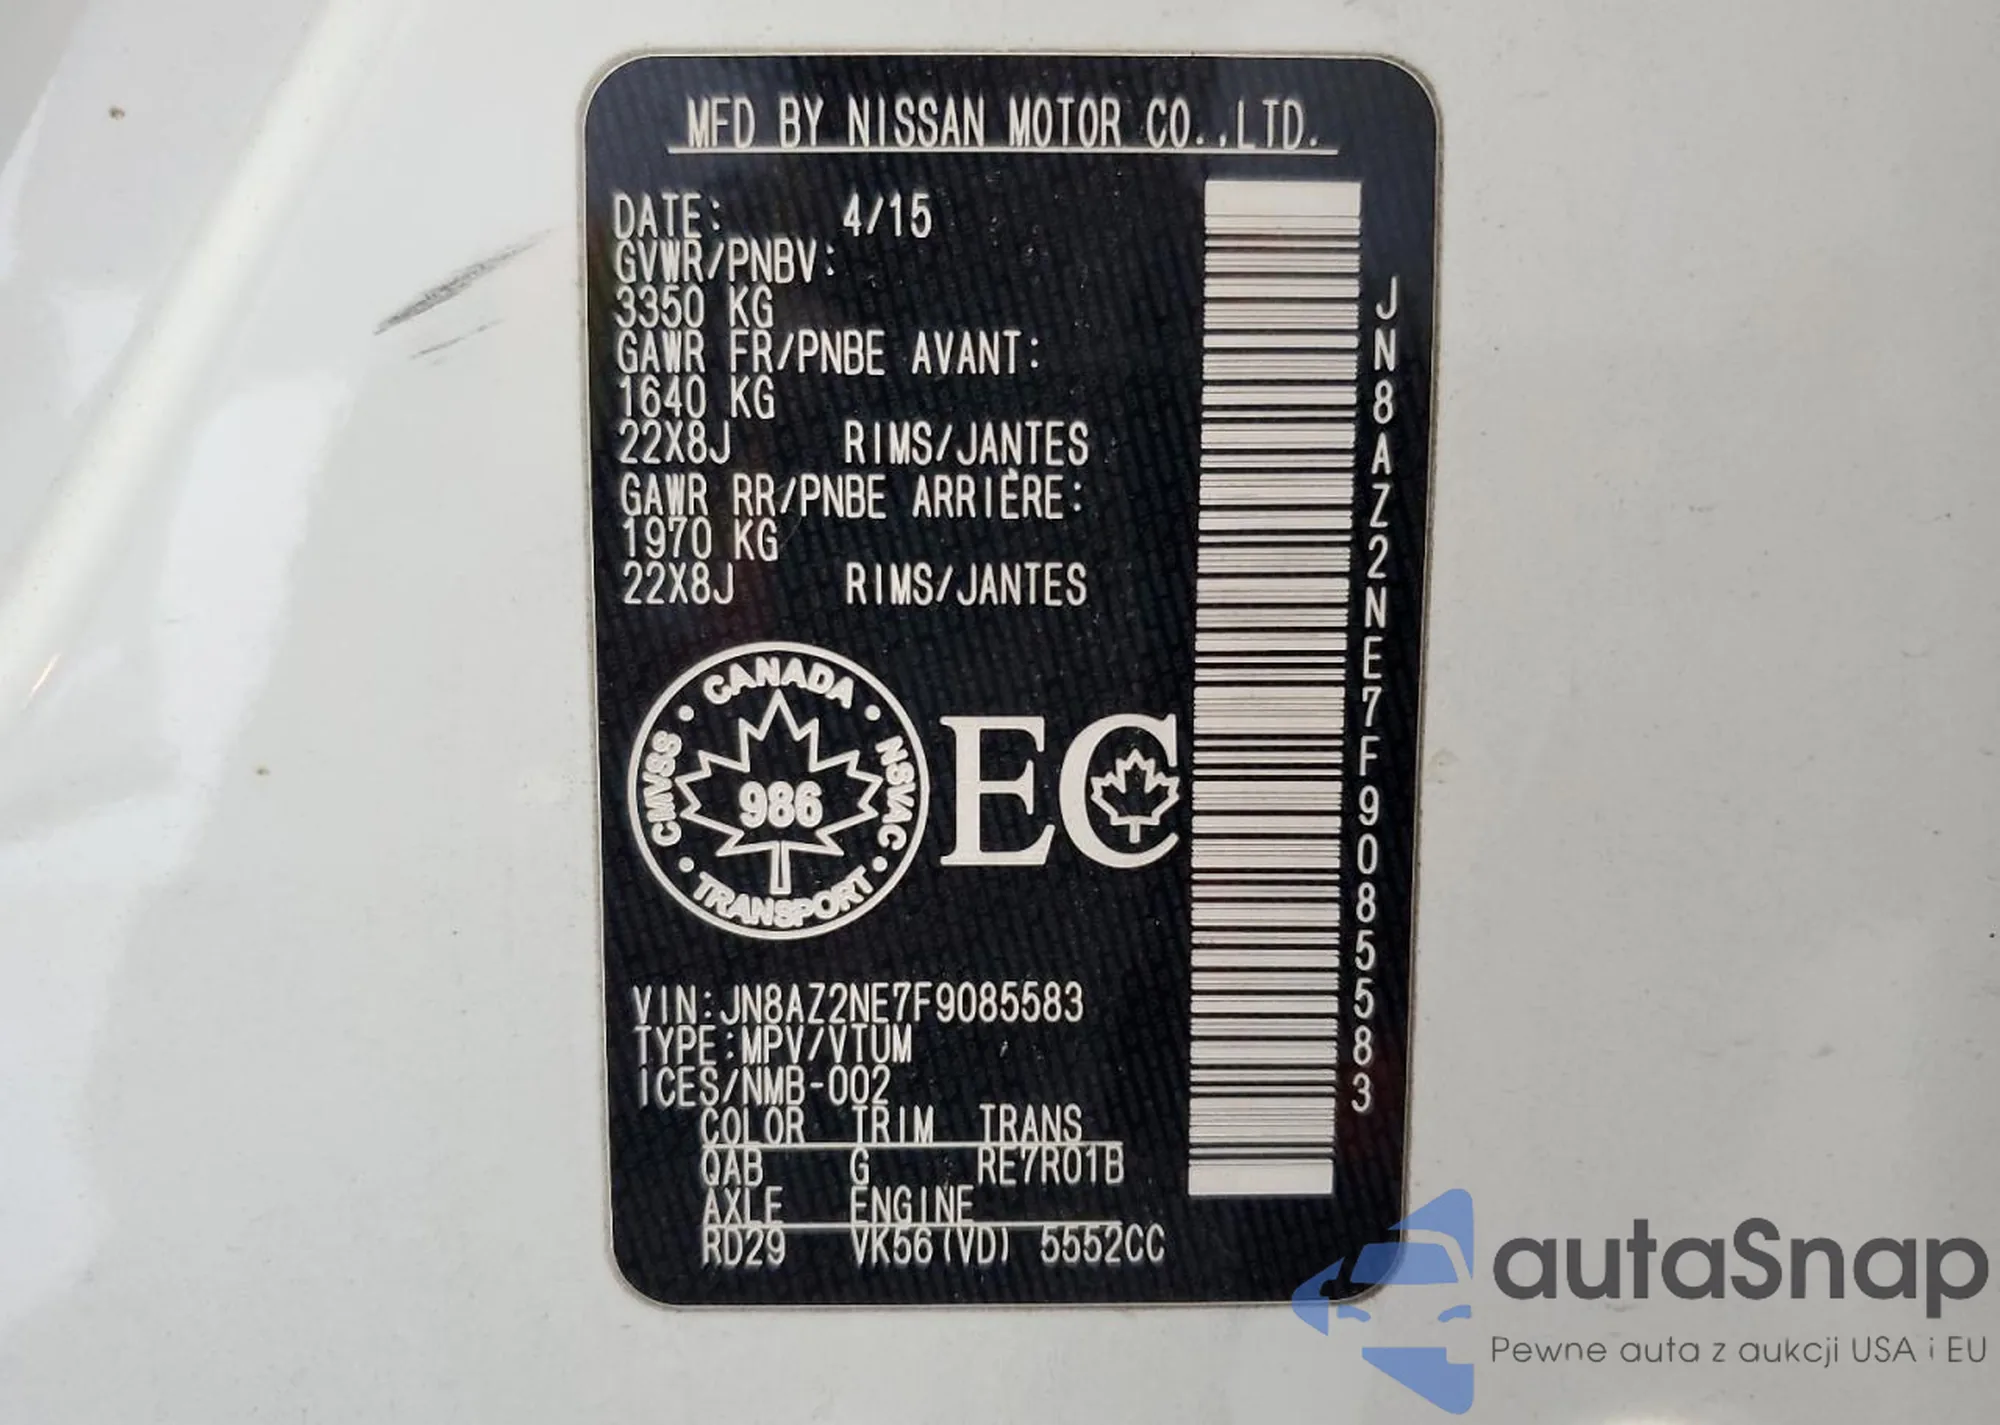 MFD BY NISSAN MOTOR CO.,LTD.
DATE: 4/15
GVWR/PNBV:
3350 KG
GAWR FR/PNBE AVANT:
1640 KG
22X8J RIMS/JANTES
GAWR RR/PNBE ARRIÈRE:
1970 KG
22X8J RIMS/JANTES
CANADA
CMVSS
NSVAC
986
TRANSPORT
EC
VIN:JN8AZ2NE7F9085583
TYPE:MPV/VTUM
ICES/NMB-002
COLOR TRIM TRANS
QAB G RE7R01B
AXLE ENGINE
RD29 VK56(VD) 5552CC
JN8AZ2NE7F9085583
autaSnap
Pewne auta z aukcji USA i EU